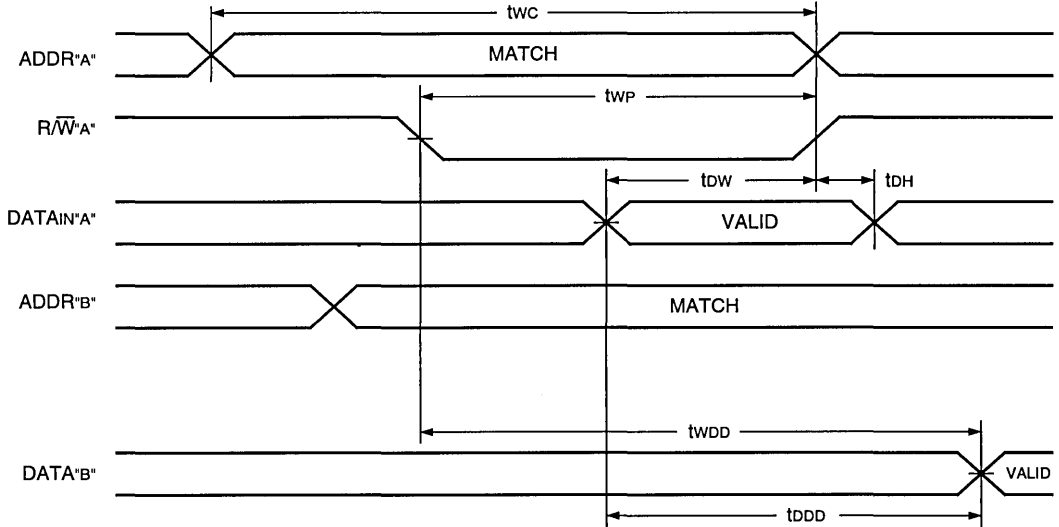 tWC
ADDR"A"
MATCH
tWP
R/W̅"A"
tDW
tDH
DATAIN"A"
VALID
ADDR"B"
MATCH
tWDD
DATA"B"
VALID
tDDD